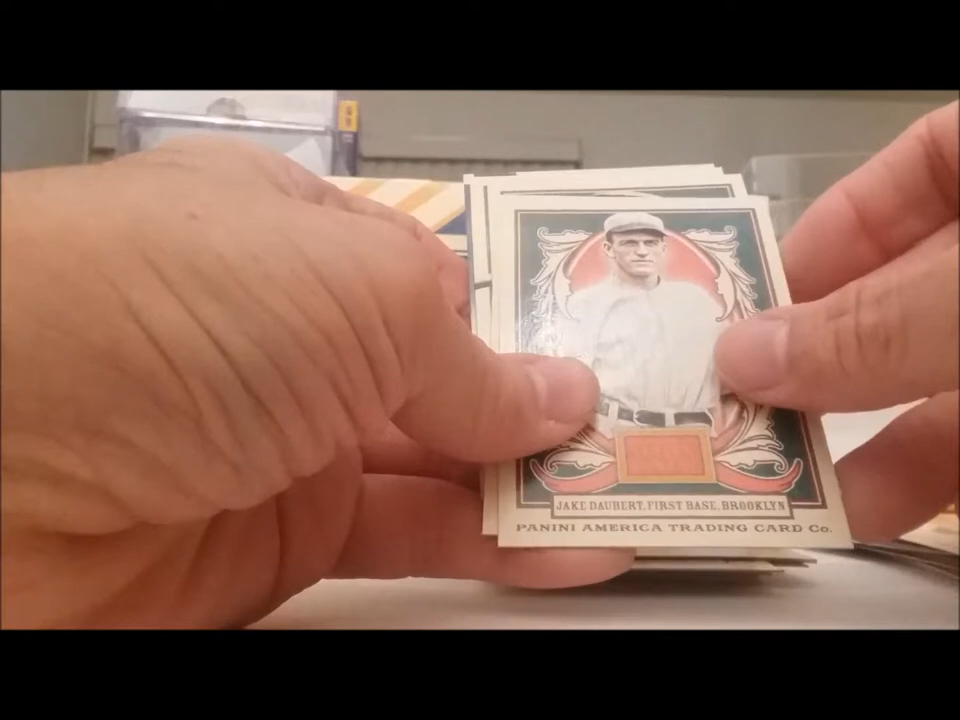 JAKE DAUBERT, FIRST BASE, BROOKLYN
PANINI AMERICA TRADING CARD Co.